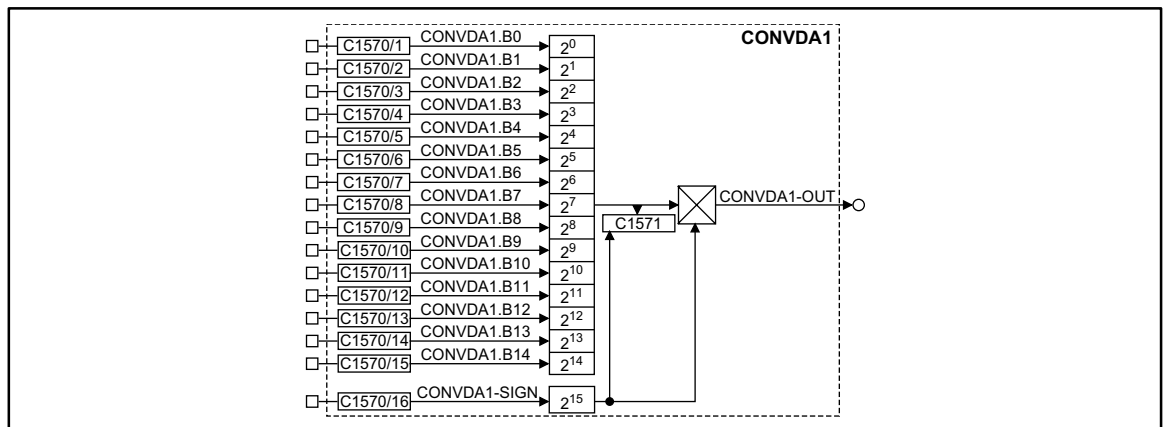 CONVDA1
C1570/1 CONVDA1.B0 2⁰
C1570/2 CONVDA1.B1 2¹
C1570/3 CONVDA1.B2 2²
C1570/4 CONVDA1.B3 2³
C1570/5 CONVDA1.B4 2⁴
C1570/6 CONVDA1.B5 2⁵
C1570/7 CONVDA1.B6 2⁶
C1570/8 CONVDA1.B7 2⁷ CONVDA1-OUT
C1570/9 CONVDA1.B8 2⁸ C1571
C1570/10 CONVDA1.B9 2⁹
C1570/11 CONVDA1.B10 2¹⁰
C1570/12 CONVDA1.B11 2¹¹
C1570/13 CONVDA1.B12 2¹²
C1570/14 CONVDA1.B13 2¹³
C1570/15 CONVDA1.B14 2¹⁴
C1570/16 CONVDA1-SIGN 2¹⁵